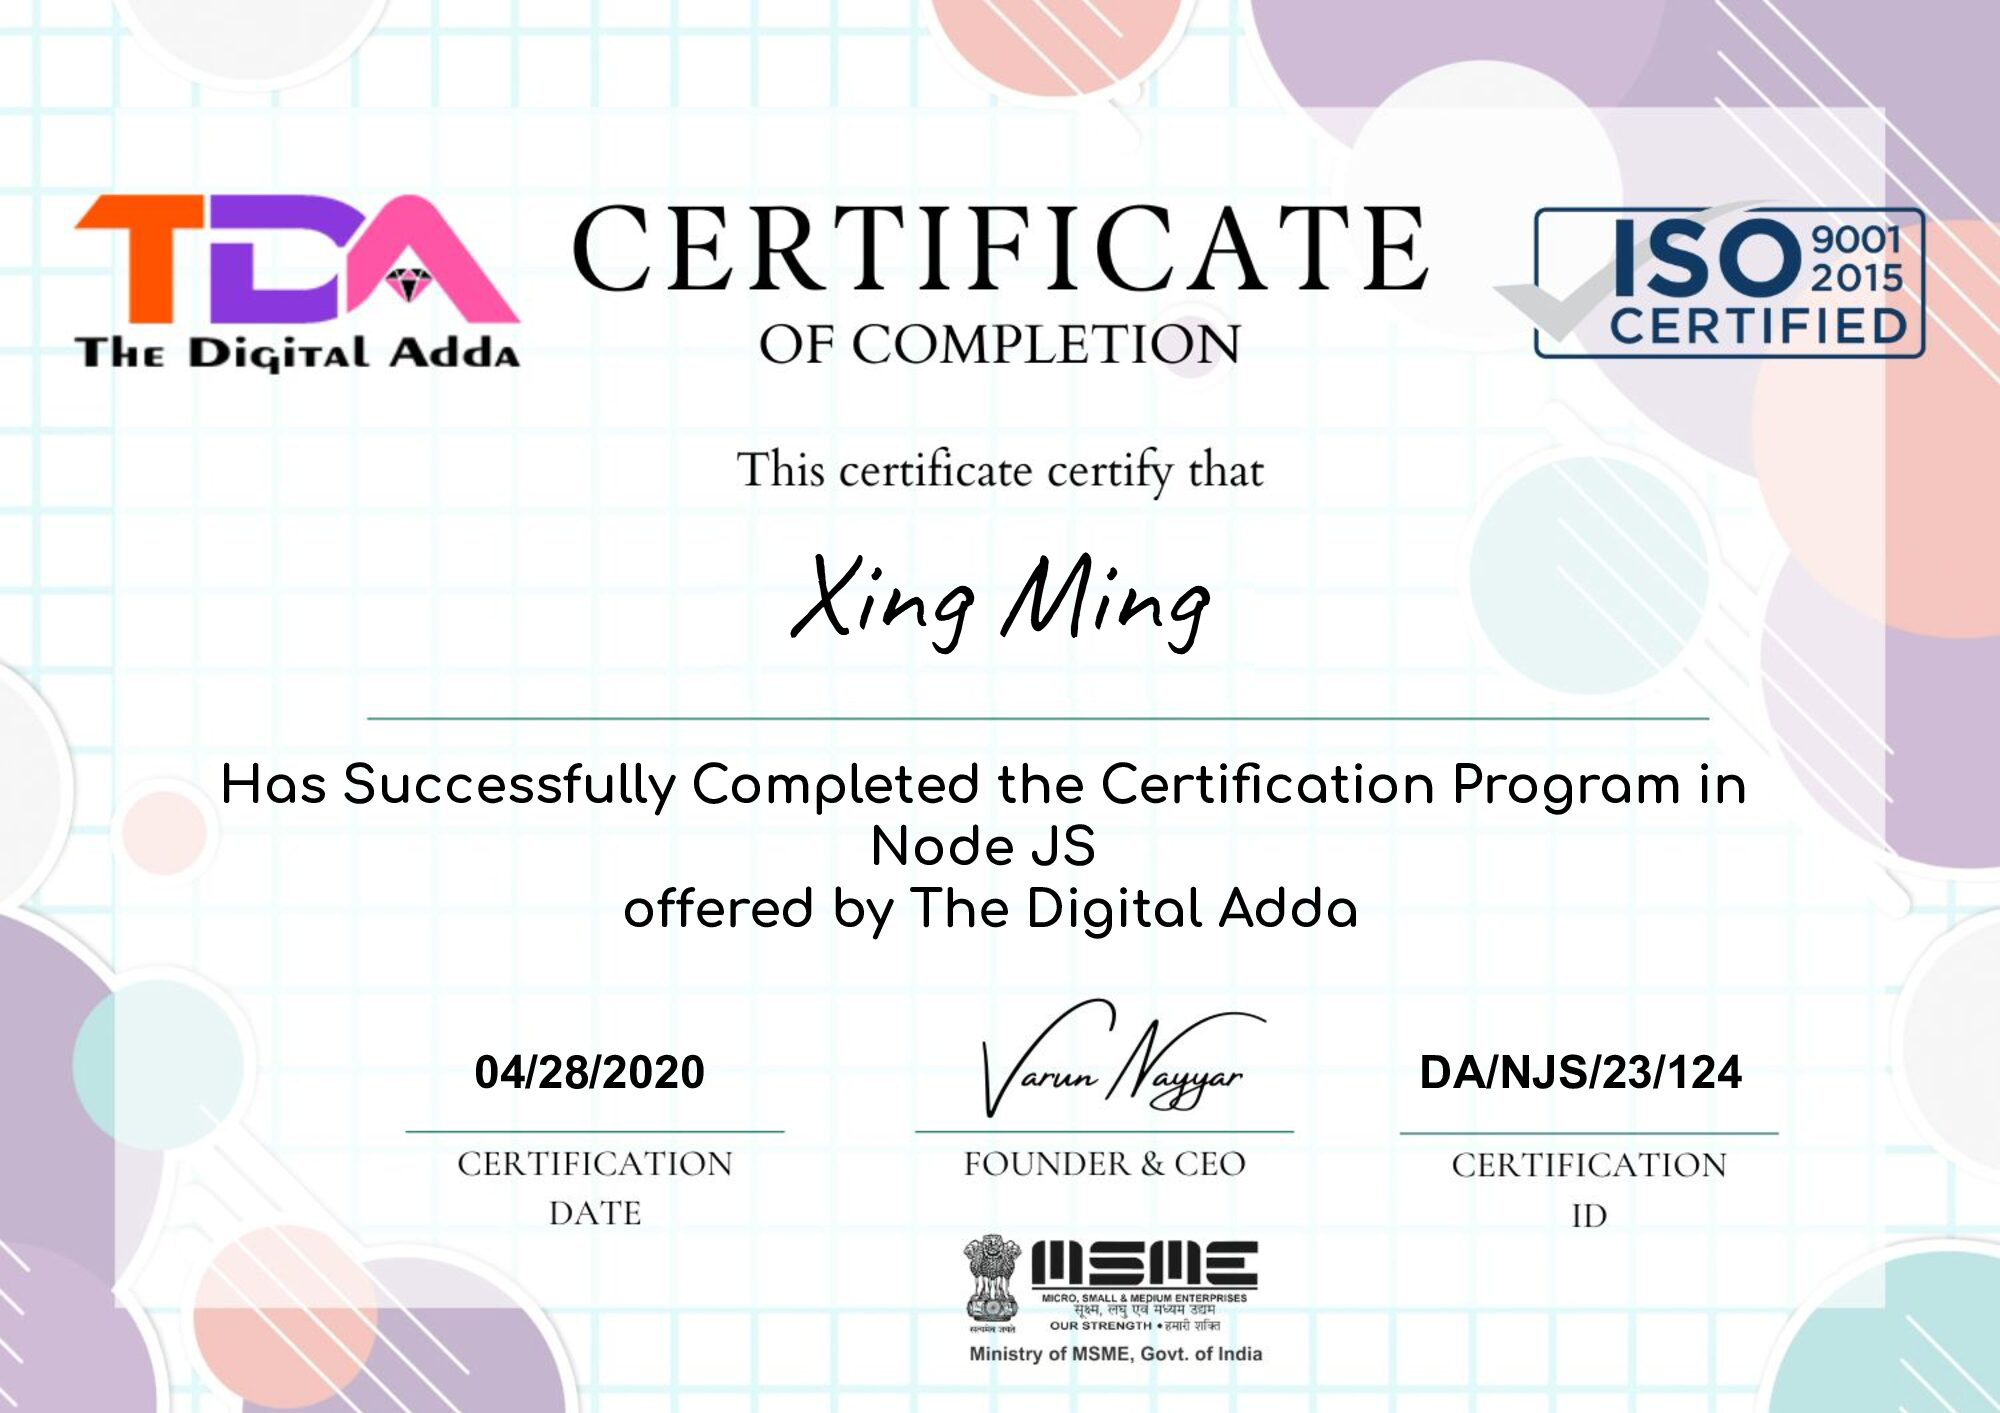 TDA
The Digital Adda
CERTIFICATE
OF COMPLETION
ISO 9001
2015
CERTIFIED
This certificate certify that
Xing Ming
Has Successfully Completed the Certification Program in
Node JS
offered by The Digital Adda
04/28/2020
CERTIFICATION
DATE
Varun Nayyar
FOUNDER & CEO
DA/NJS/23/124
CERTIFICATION
ID
सत्यमेव जयते
MSME
MICRO, SMALL & MEDIUM ENTERPRISES
सूक्ष्म, लघु एवं मध्यम उद्यम
OUR STRENGTH • हमारी शक्ति
Ministry of MSME, Govt. of India